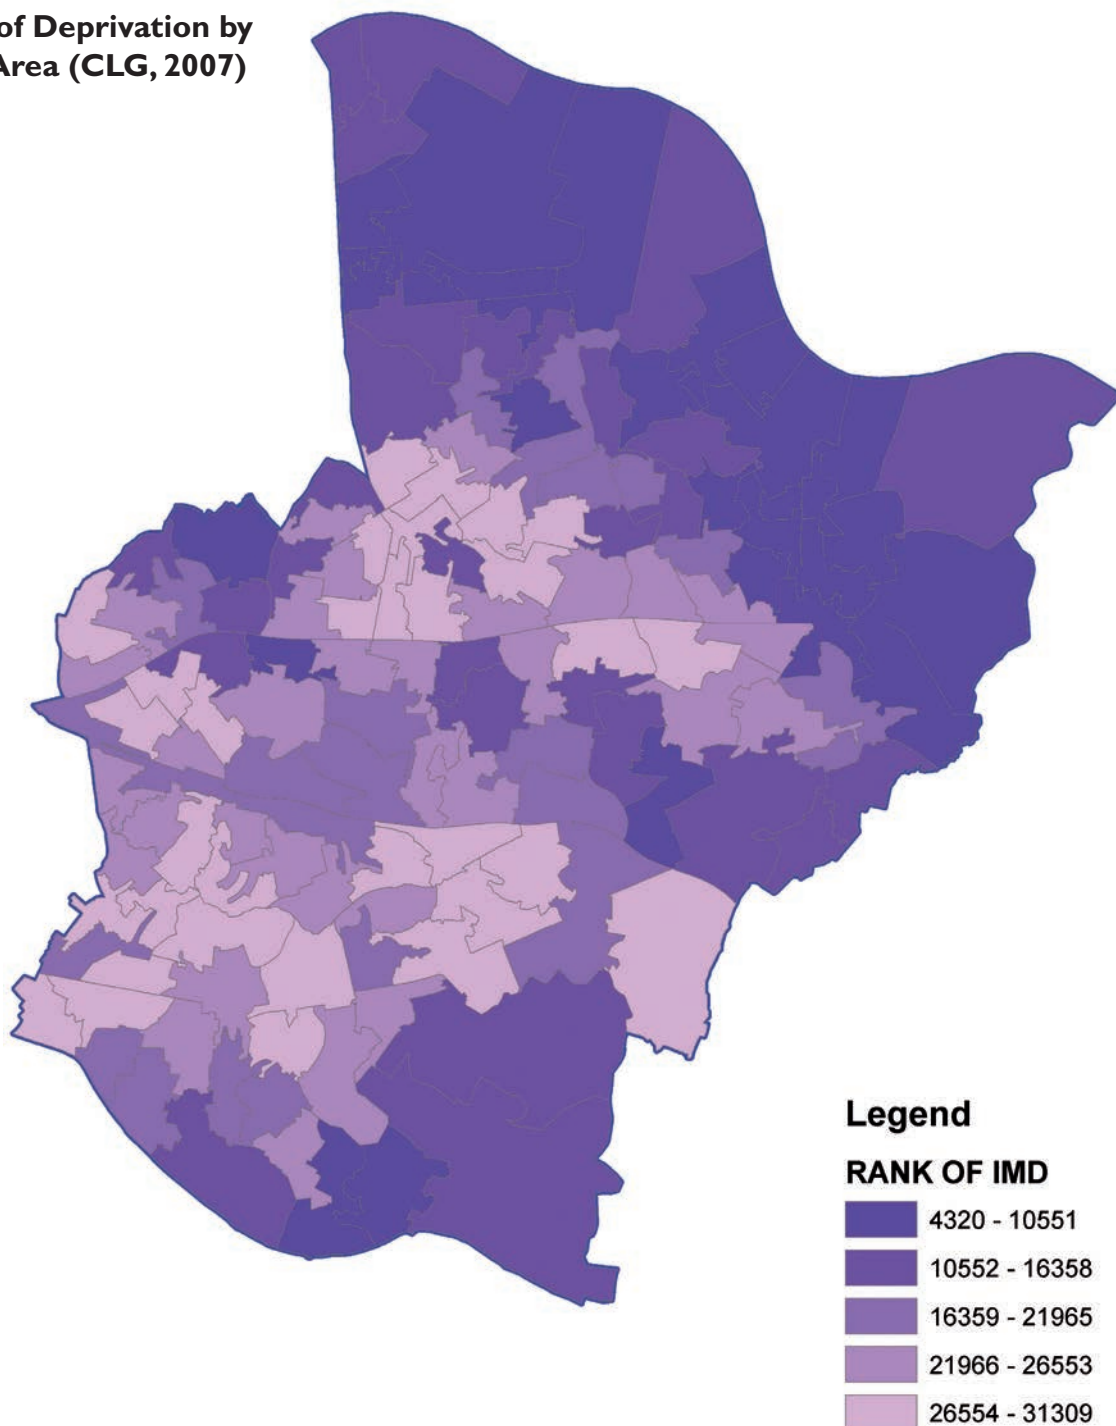 of Deprivation by
Area (CLG, 2007)
Legend
RANK OF IMD
4320 - 10551
10552 - 16358
16359 - 21965
21966 - 26553
26554 - 31309